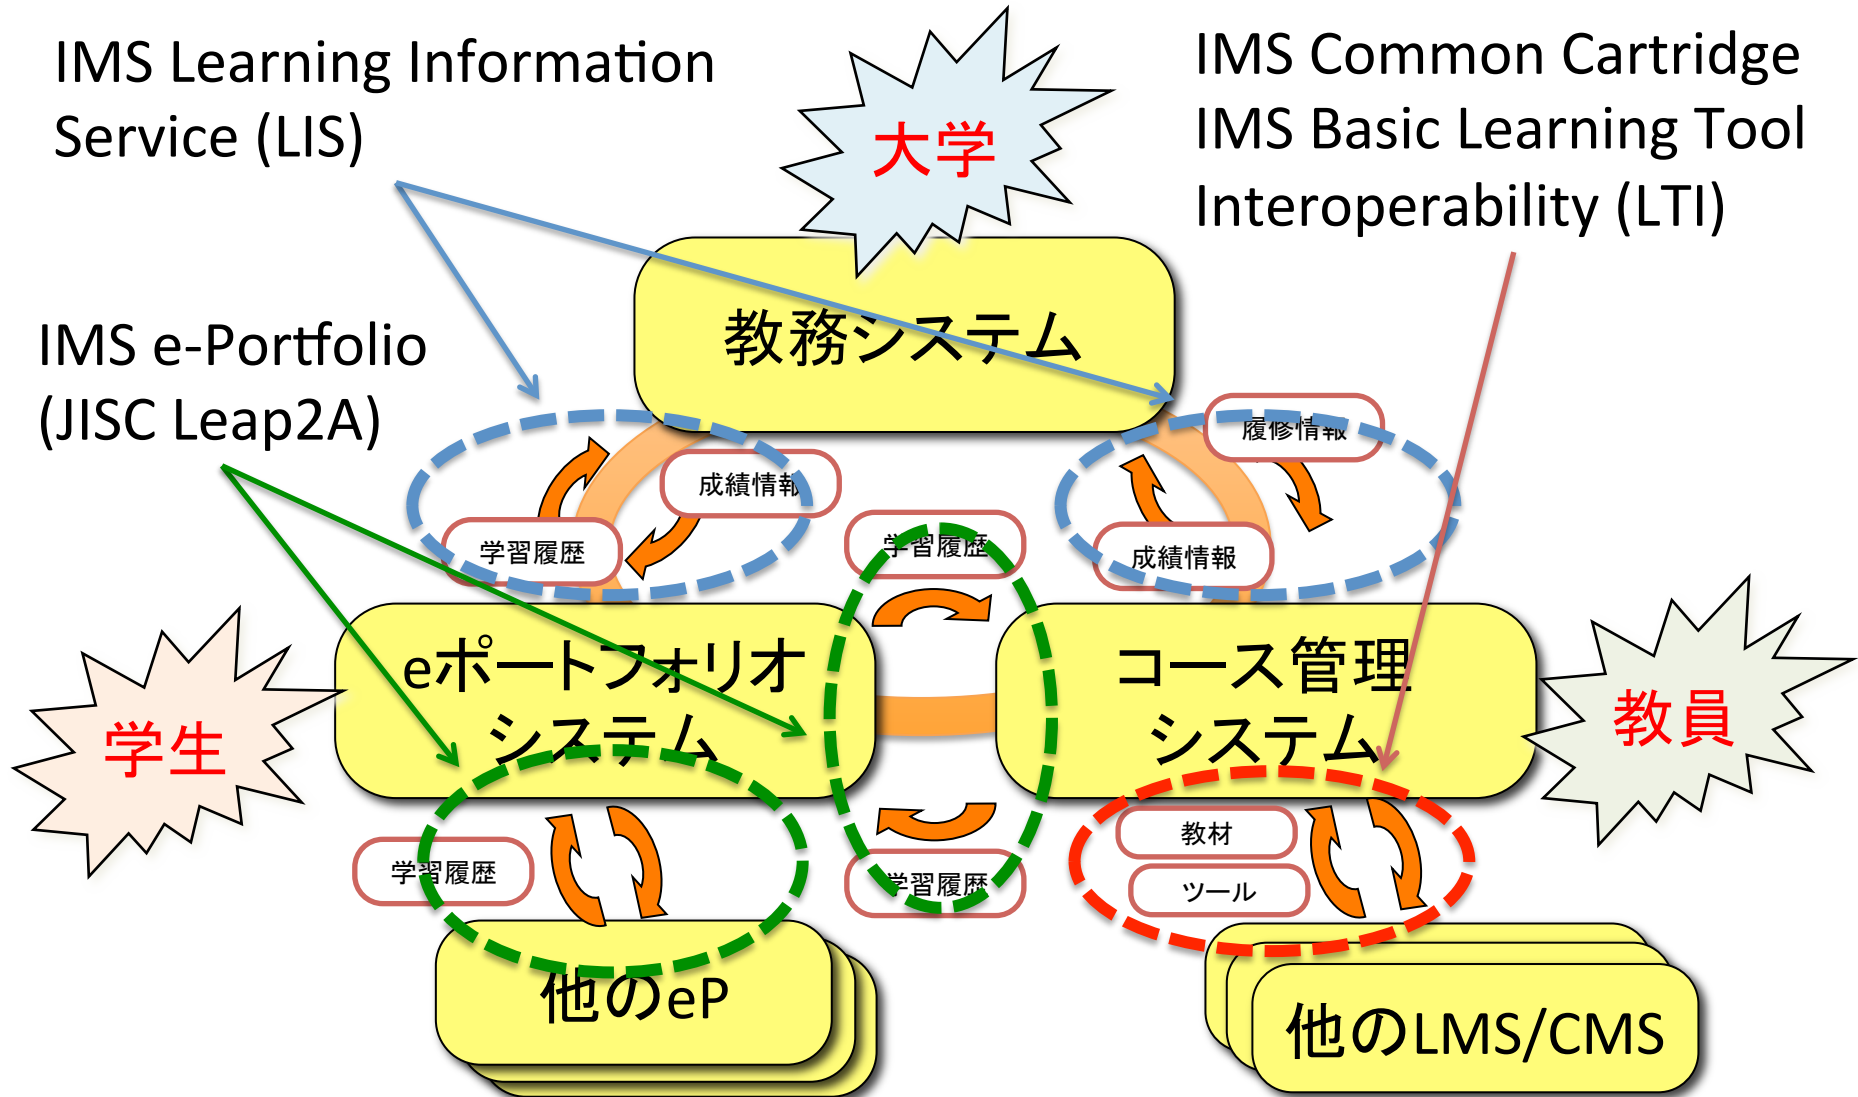 IMS Learning Information
Service (LIS)
大学
IMS Common Cartridge
IMS Basic Learning Tool
Interoperability (LTI)
教務システム
IMS e-Portfolio
(JISC Leap2A)
履修情報
成績情報
学習履歴
学習履歴
成績情報
学生
eポートフォリオ
システム
コース管理
システム
教員
学習履歴
学習履歴
教材
ツール
他のeP
他のLMS/CMS